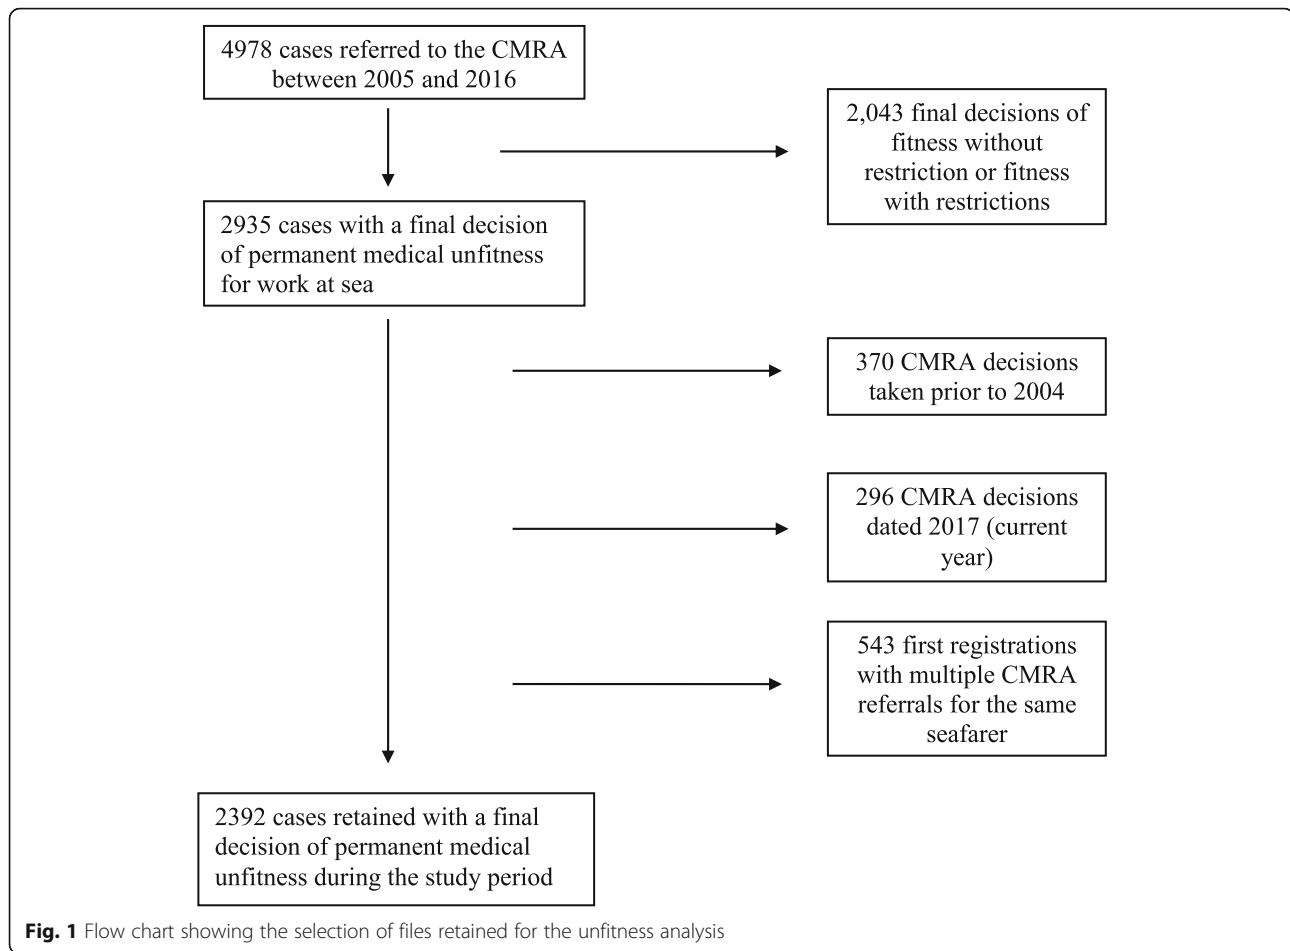 4978 cases referred to the CMRA
between 2005 and 2016
2,043 final decisions of
fitness without
restriction or fitness
with restrictions
2935 cases with a final decision
of permanent medical unfitness
for work at sea
370 CMRA decisions
taken prior to 2004
296 CMRA decisions
dated 2017 (current
year)
543 first registrations
with multiple CMRA
referrals for the same
seafarer
2392 cases retained with a final
decision of permanent medical
unfitness during the study period
Fig. 1 Flow chart showing the selection of files retained for the unfitness analysis